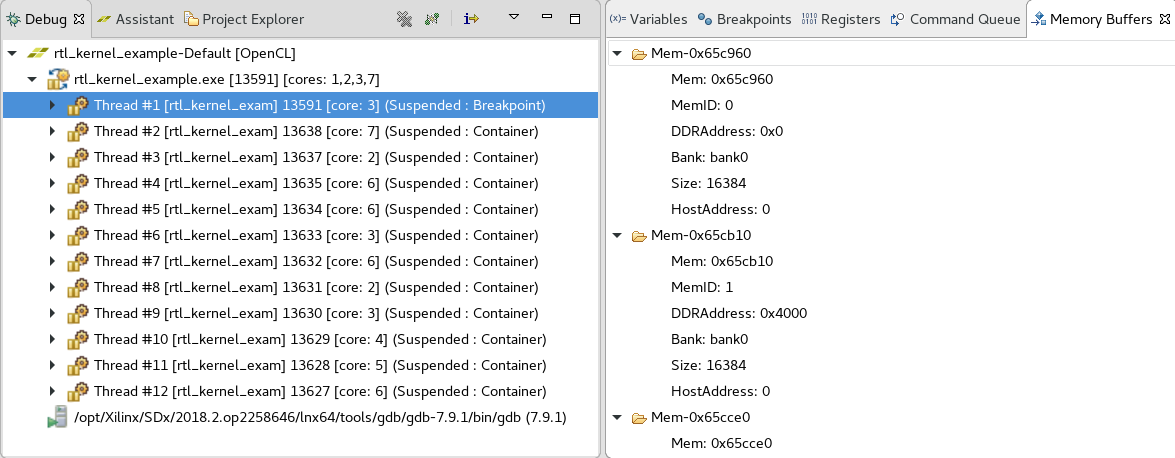 Debug Assistant Project Explorer
rtl_kernel_example-Default [OpenCL]
rtl_kernel_example.exe [13591] [cores: 1,2,3,7]
Thread #1 [rtl_kernel_exam] 13591 [core: 3] (Suspended : Breakpoint)
Thread #2 [rtl_kernel_exam] 13638 [core: 7] (Suspended : Container)
Thread #3 [rtl_kernel_exam] 13637 [core: 2] (Suspended : Container)
Thread #4 [rtl_kernel_exam] 13635 [core: 6] (Suspended : Container)
Thread #5 [rtl_kernel_exam] 13634 [core: 6] (Suspended : Container)
Thread #6 [rtl_kernel_exam] 13633 [core: 3] (Suspended : Container)
Thread #7 [rtl_kernel_exam] 13632 [core: 6] (Suspended : Container)
Thread #8 [rtl_kernel_exam] 13631 [core: 2] (Suspended : Container)
Thread #9 [rtl_kernel_exam] 13630 [core: 3] (Suspended : Container)
Thread #10 [rtl_kernel_exam] 13629 [core: 4] (Suspended : Container)
Thread #11 [rtl_kernel_exam] 13628 [core: 5] (Suspended : Container)
Thread #12 [rtl_kernel_exam] 13627 [core: 6] (Suspended : Container)
/opt/Xilinx/SDx/2018.2.op2258646/lnx64/tools/gdb/gdb-7.9.1/bin/gdb (7.9.1)
(x)= Variables Breakpoints 1010 0101 Registers Command Queue Memory Buffers
Mem-0x65c960
Mem: 0x65c960
MemID: 0
DDRAddress: 0x0
Bank: bank0
Size: 16384
HostAddress: 0
Mem-0x65cb10
Mem: 0x65cb10
MemID: 1
DDRAddress: 0x4000
Bank: bank0
Size: 16384
HostAddress: 0
Mem-0x65cce0
Mem: 0x65cce0